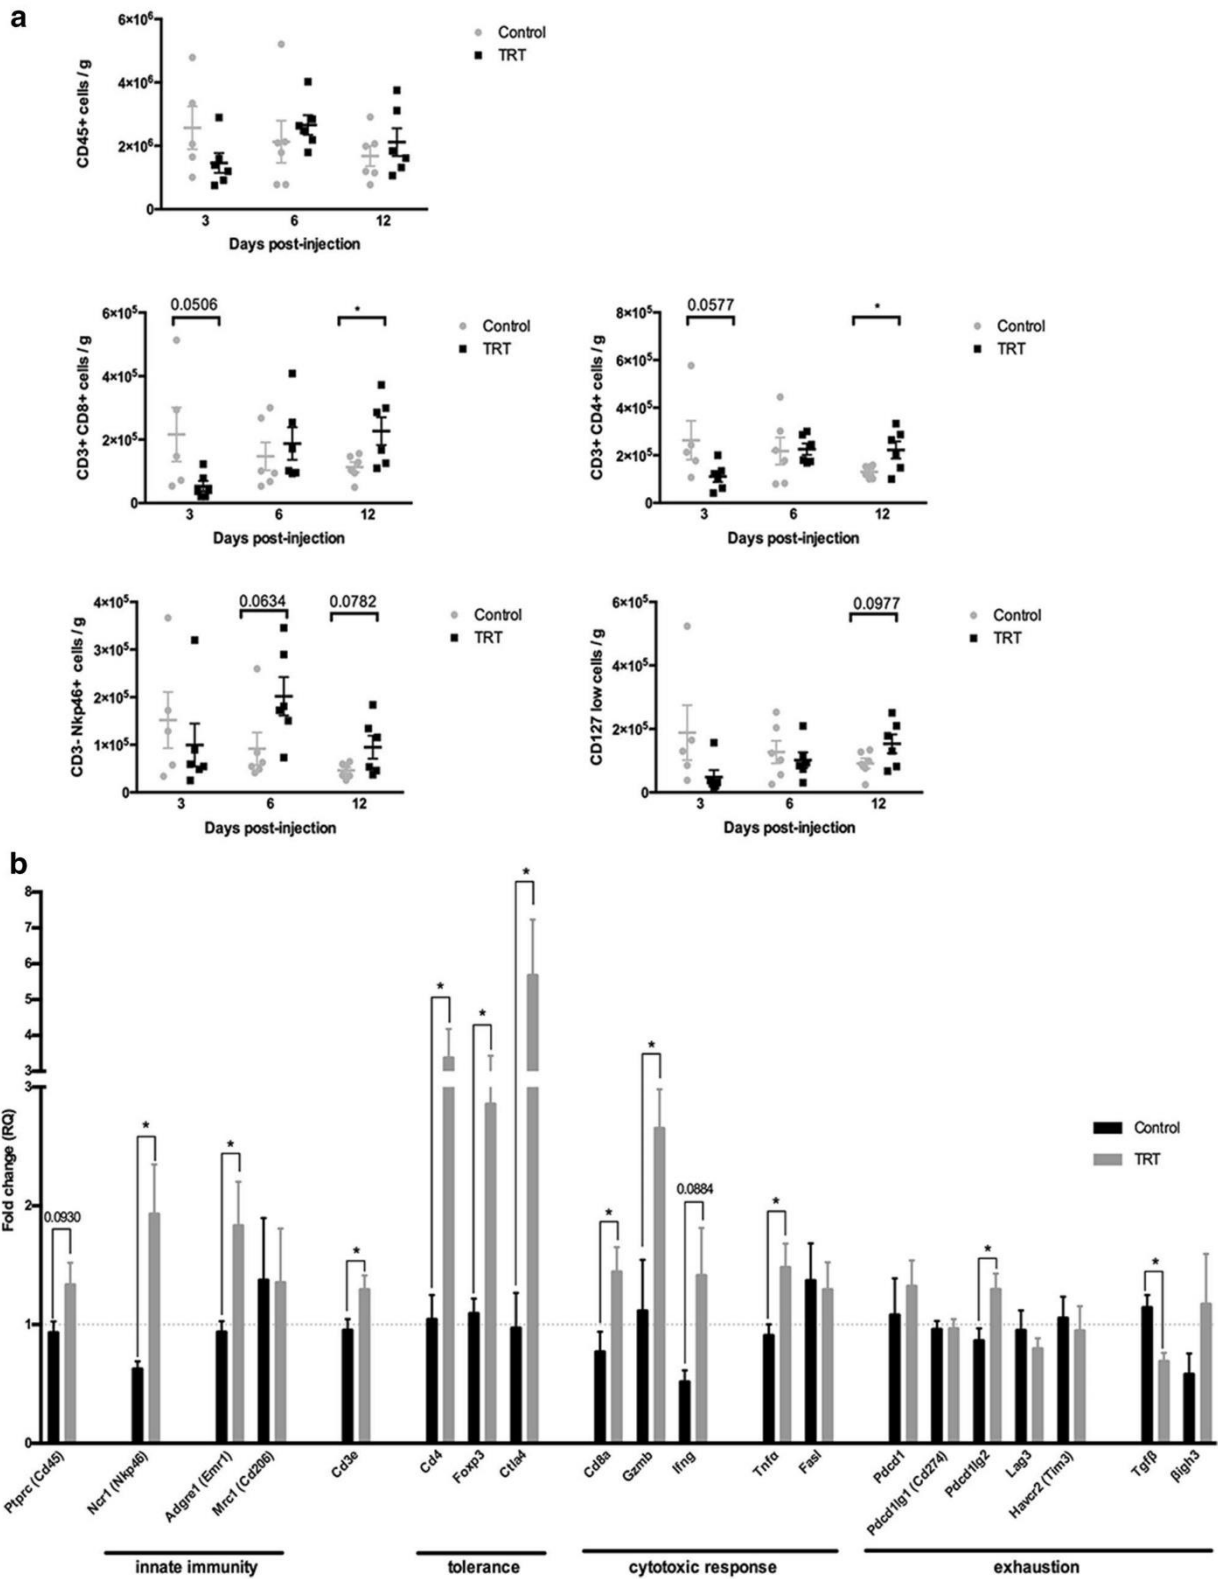 a
6×10⁶
4×10⁶
2×10⁶
0
CD45+ cells / g
3 6 12
Days post-injection
Control
TRT
0.0506
*
6×10⁵
4×10⁵
2×10⁵
0
CD3+ CD8+ cells / g
3 6 12
Days post-injection
Control
TRT
0.0577
*
8×10⁵
6×10⁵
4×10⁵
2×10⁵
0
CD3+ CD4+ cells / g
3 6 12
Days post-injection
Control
TRT
0.0634 0.0782
4×10⁵
3×10⁵
2×10⁵
1×10⁵
0
CD3- Nkp46+ cells / g
3 6 12
Days post-injection
Control
TRT
0.0977
6×10⁵
4×10⁵
2×10⁵
0
CD127 low cells / g
3 6 12
Days post-injection
Control
TRT
b
8
7
6
5
4
3
3
2
1
0
Fold change (RQ)
0.0930 * * * * * * * * 0.0884 * * *
Control
TRT
Ptprc (Cd45)
Ncr1 (Nkp46)
Adgre1 (Emr1)
Mrc1 (Cd206)
Cd3e
Cd4
Foxp3
Ctla4
Cd8a
Gzmb
Ifng
Tnfα
Fasl
Pdcd1
Pdcd1lg1 (Cd274)
Pdcd1lg2
Lag3
Havcr2 (Tim3)
Tgfβ
βigh3
innate immunity
tolerance
cytotoxic response
exhaustion